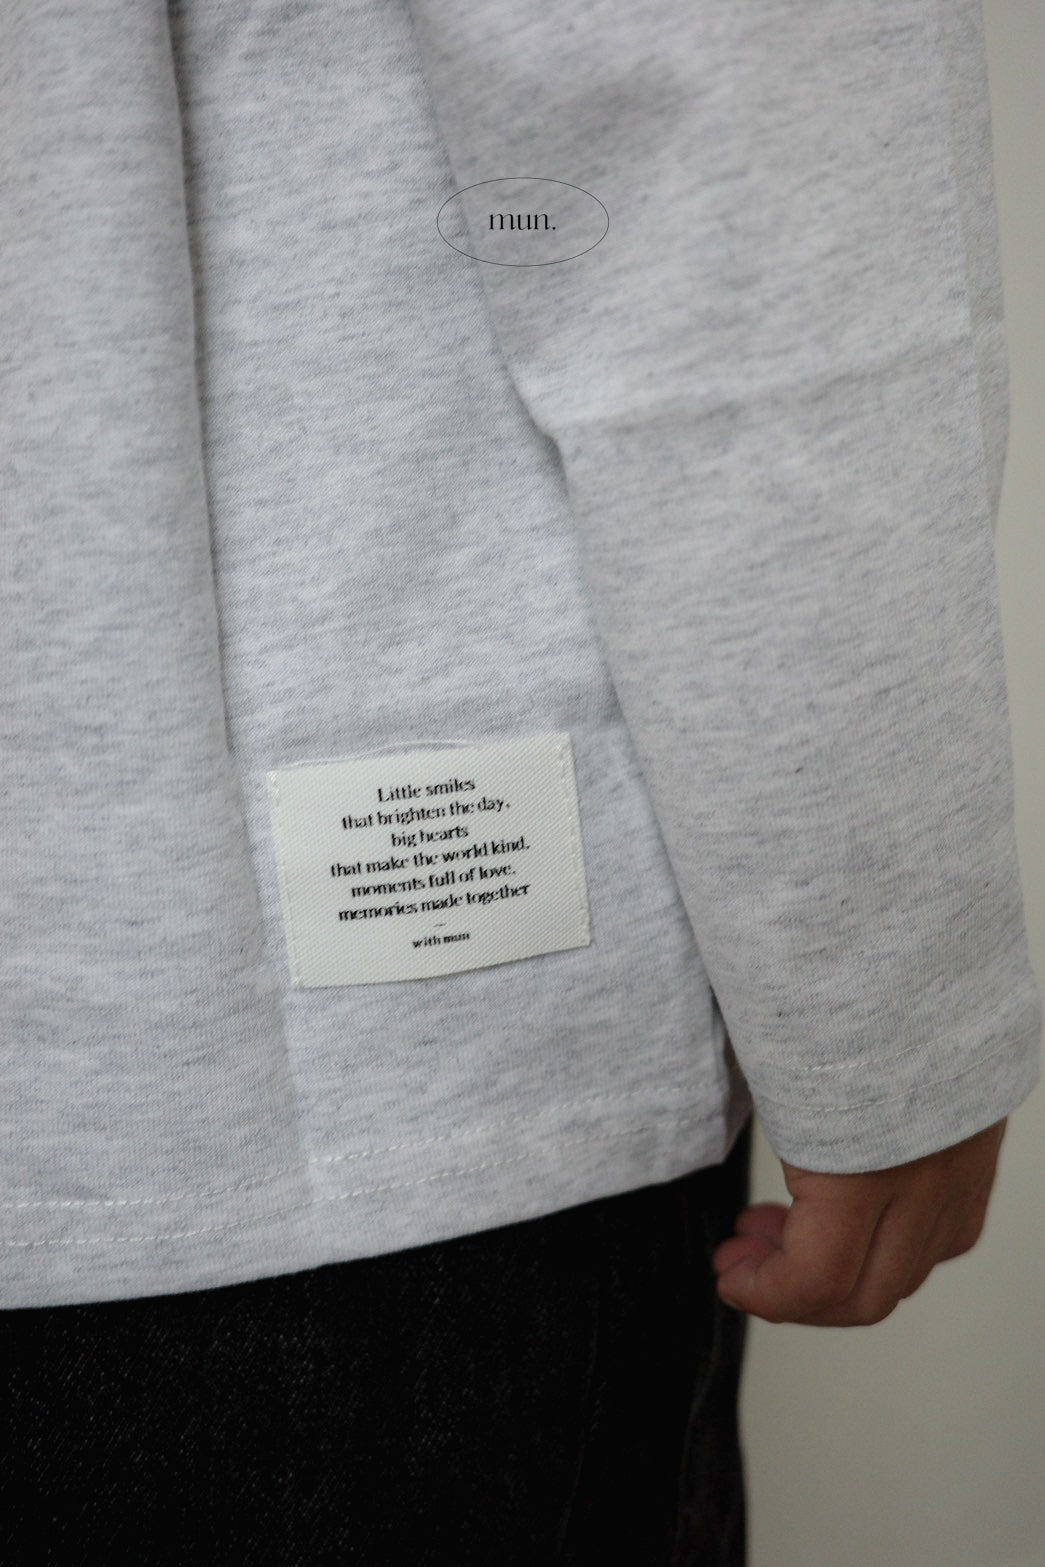 mun.
Little smiles
that brighten the day,
big hearts
that make the world kind,
moments full of love,
memories made together
—
with mun